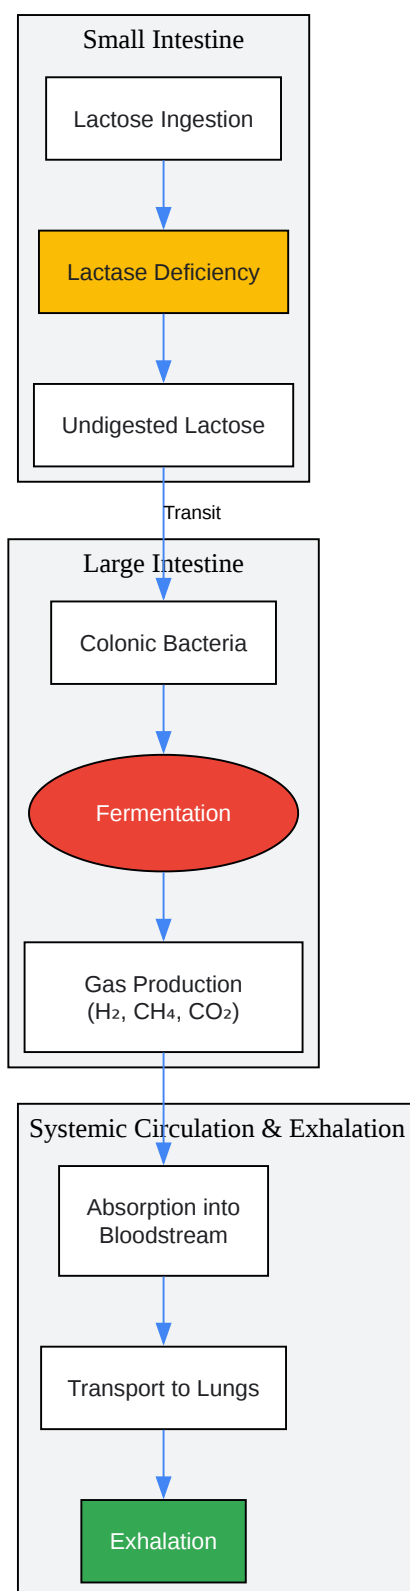 Small Intestine
Lactose Ingestion
Lactase Deficiency
Undigested Lactose
Transit
Large Intestine
Colonic Bacteria
Fermentation
Gas Production
(H₂, CH₄, CO₂)
Systemic Circulation & Exhalation
Absorption into
Bloodstream
Transport to Lungs
Exhalation